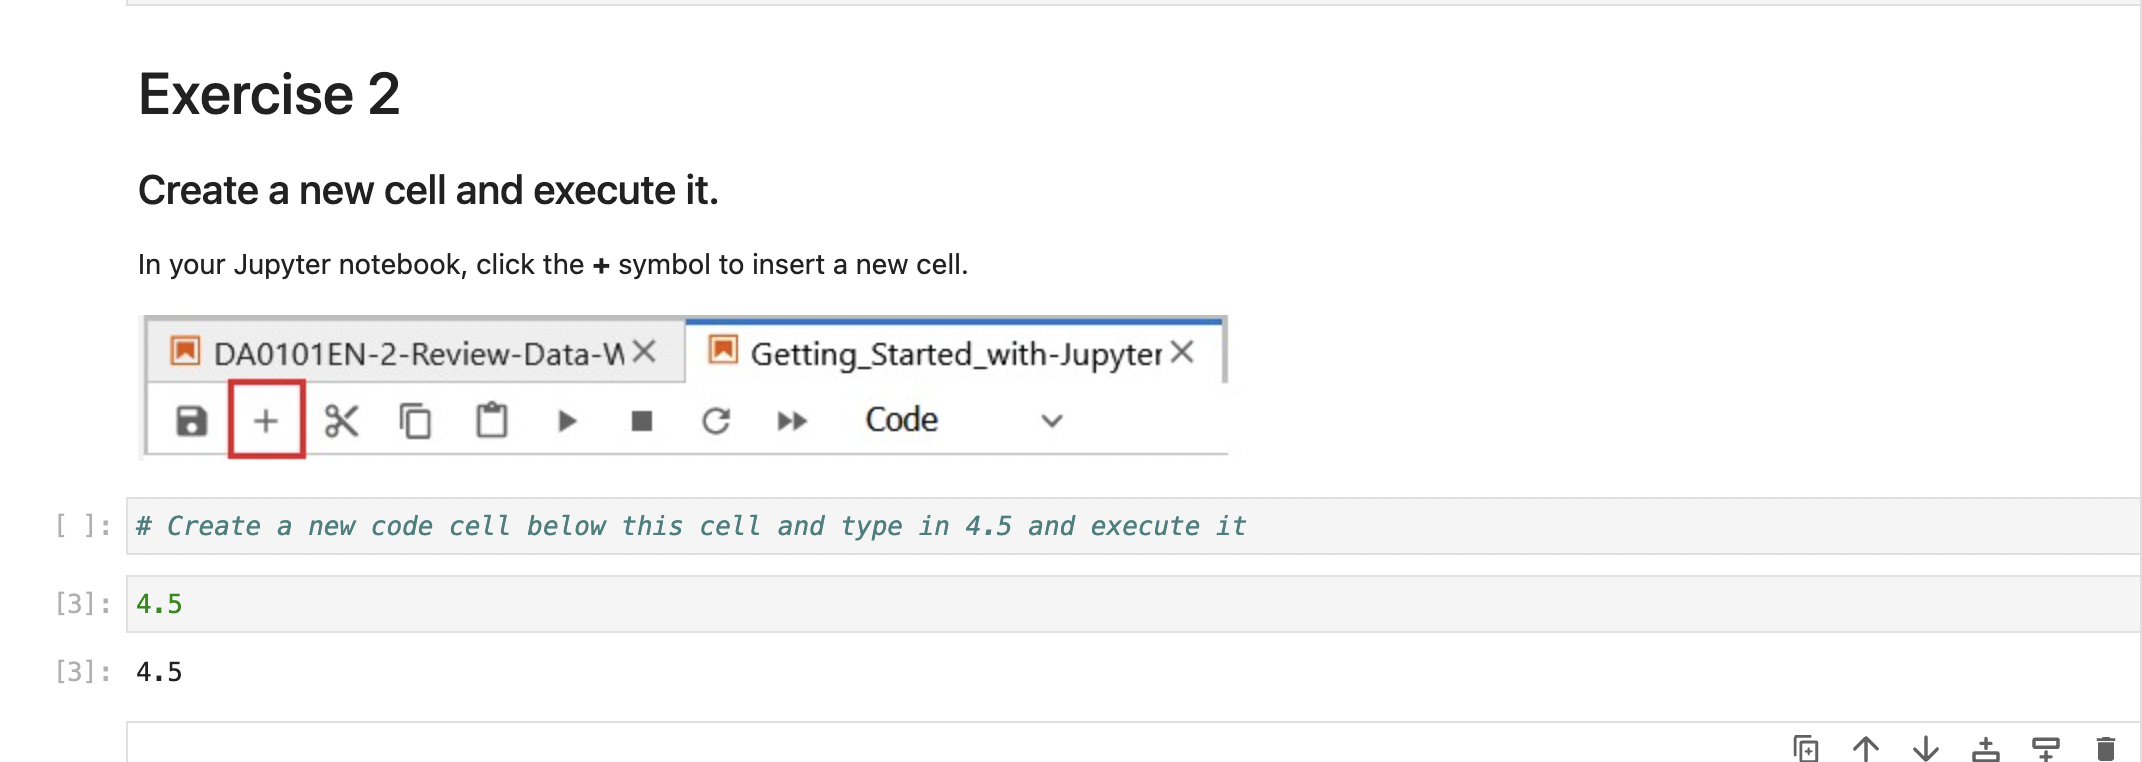 Exercise 2
Create a new cell and execute it.
In your Jupyter notebook, click the + symbol to insert a new cell.
DA0101EN-2-Review-Data-W Getting_Started_with-Jupyter
Code
[ ]: # Create a new code cell below this cell and type in 4.5 and execute it
[3]: 4.5
[3]: 4.5